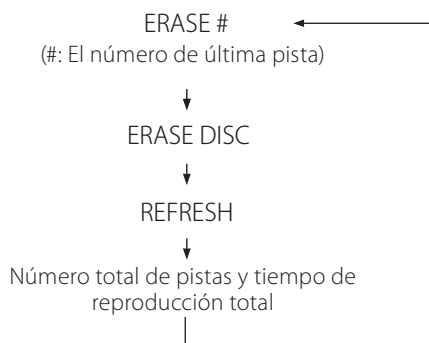 ERASE #
(#: El número de última pista)
ERASE DISC
REFRESH
Número total de pistas y tiempo de
reproducción total